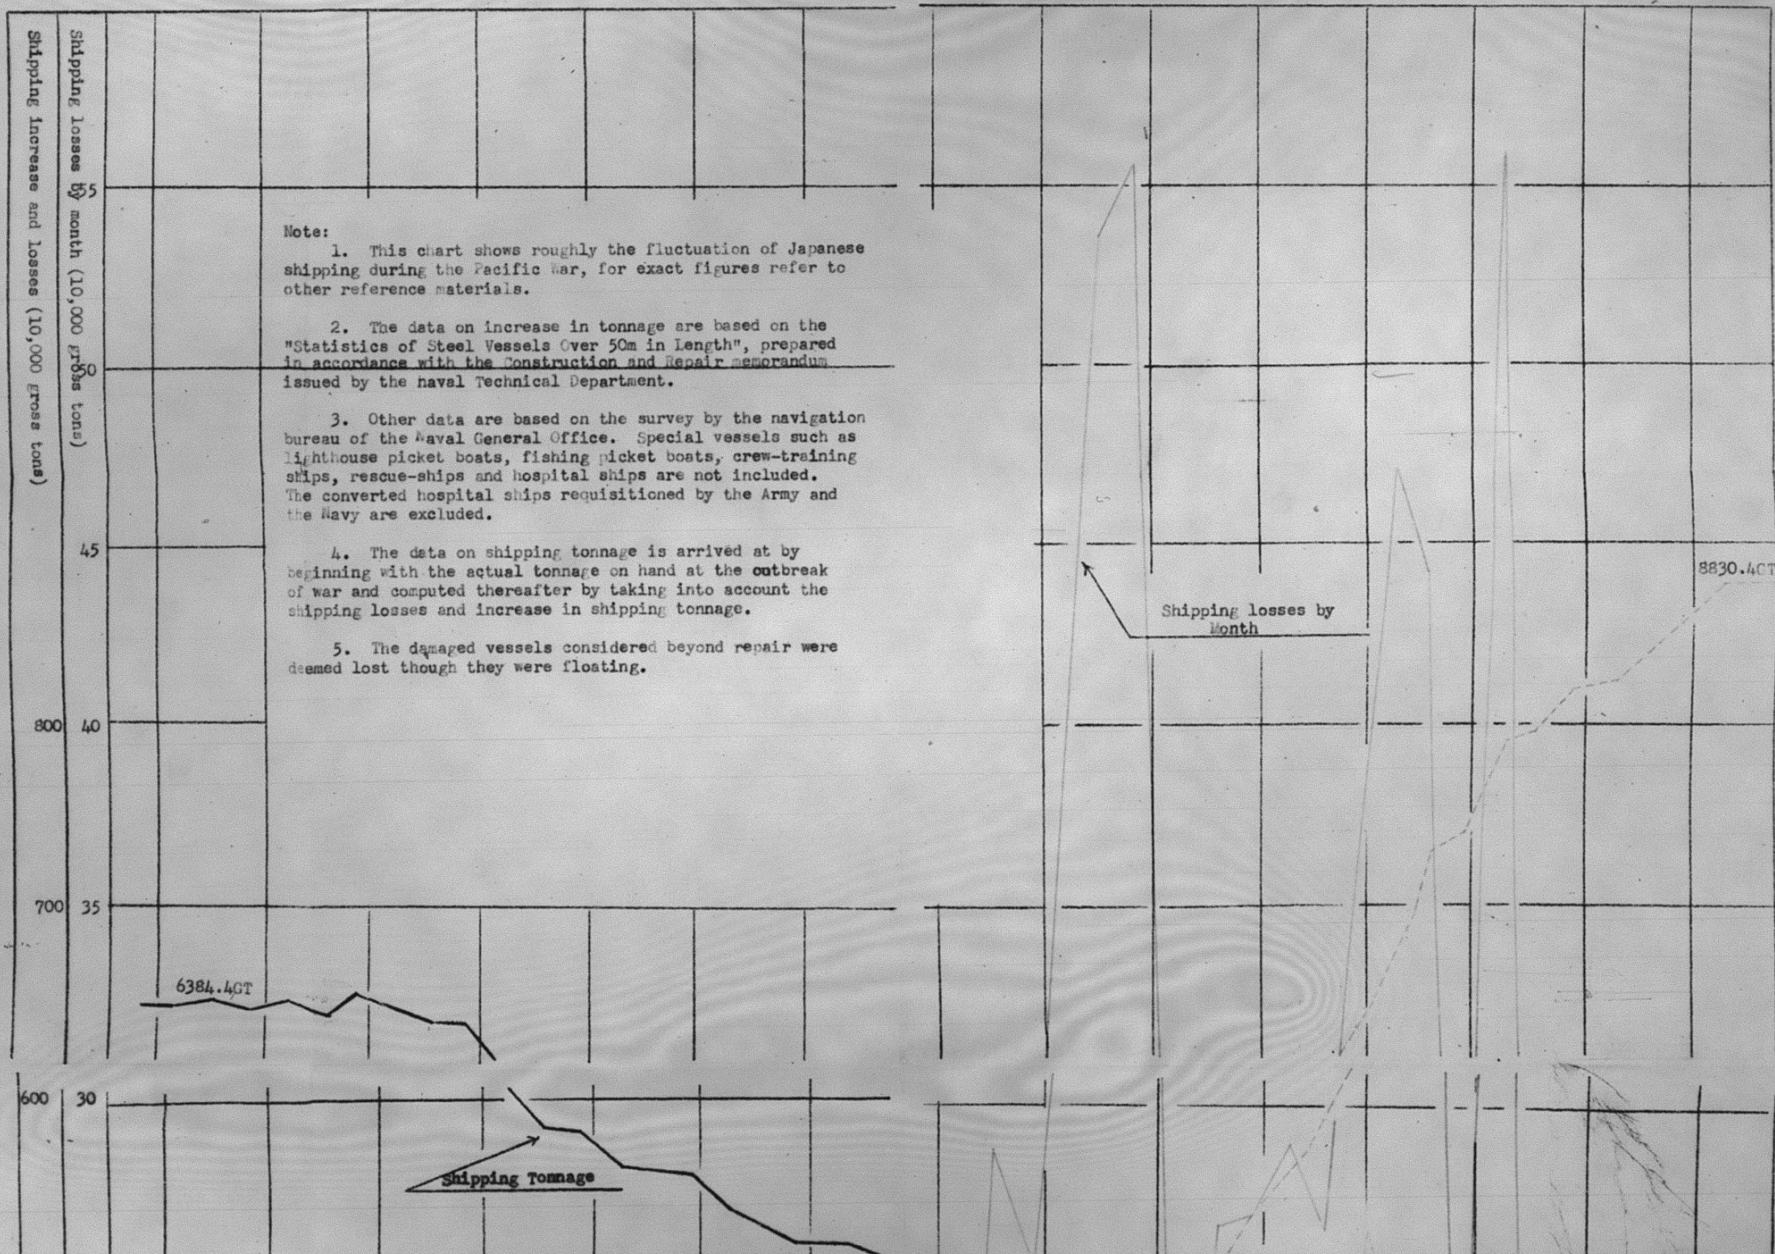 Shipping increase and losses (10,000 gross tons)
Shipping losses by month (10,000 gross tons)
55
Note:
1. This chart shows roughly the fluctuation of Japanese
shipping during the Pacific War, for exact figures refer to
other reference materials.
2. The data on increase in tonnage are based on the
"Statistics of Steel Vessels Over 50m in Length", prepared
in accordance with the Construction and Repair memorandum
issued by the Naval Technical Department.
50
3. Other data are based on the survey by the navigation
bureau of the Naval General Office. Special vessels such as
lighthouse picket boats, fishing picket boats, crew-training
ships, rescue-ships and hospital ships are not included.
The converted hospital ships requisitioned by the Army and
the Navy are excluded.
45
4. The data on shipping tonnage is arrived at by
beginning with the actual tonnage on hand at the outbreak
of war and computed thereafter by taking into account the
shipping losses and increase in shipping tonnage.
5. The damaged vessels considered beyond repair were
deemed lost though they were floating.
8830.4GT
Shipping losses by
Month
800 40
700 35
6384.4GT
600 30
Shipping Tonnage